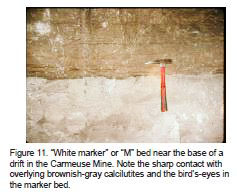 Figure 11. “White marker” or “M” bed near the base of a
drift in the Carmeuse Mine. Note the sharp contact with
overlying brownish-gray calcilutites and the bird’s-eyes in
the marker bed.